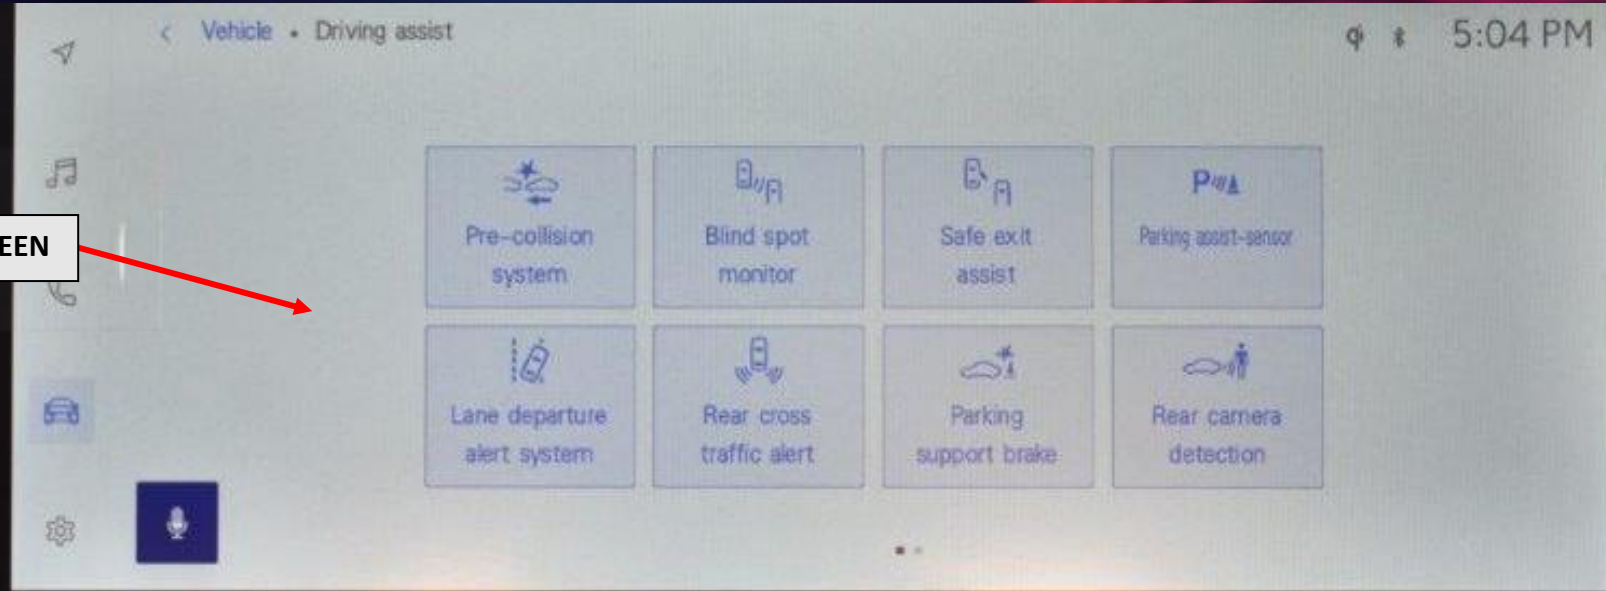 < Vehicle • Driving assist
5:04 PM
EEN
Pre-collision
system
Blind spot
monitor
Safe exit
assist
P
Parking assist-sensor
Lane departure
alert system
Rear cross
traffic alert
Parking
support brake
Rear camera
detection